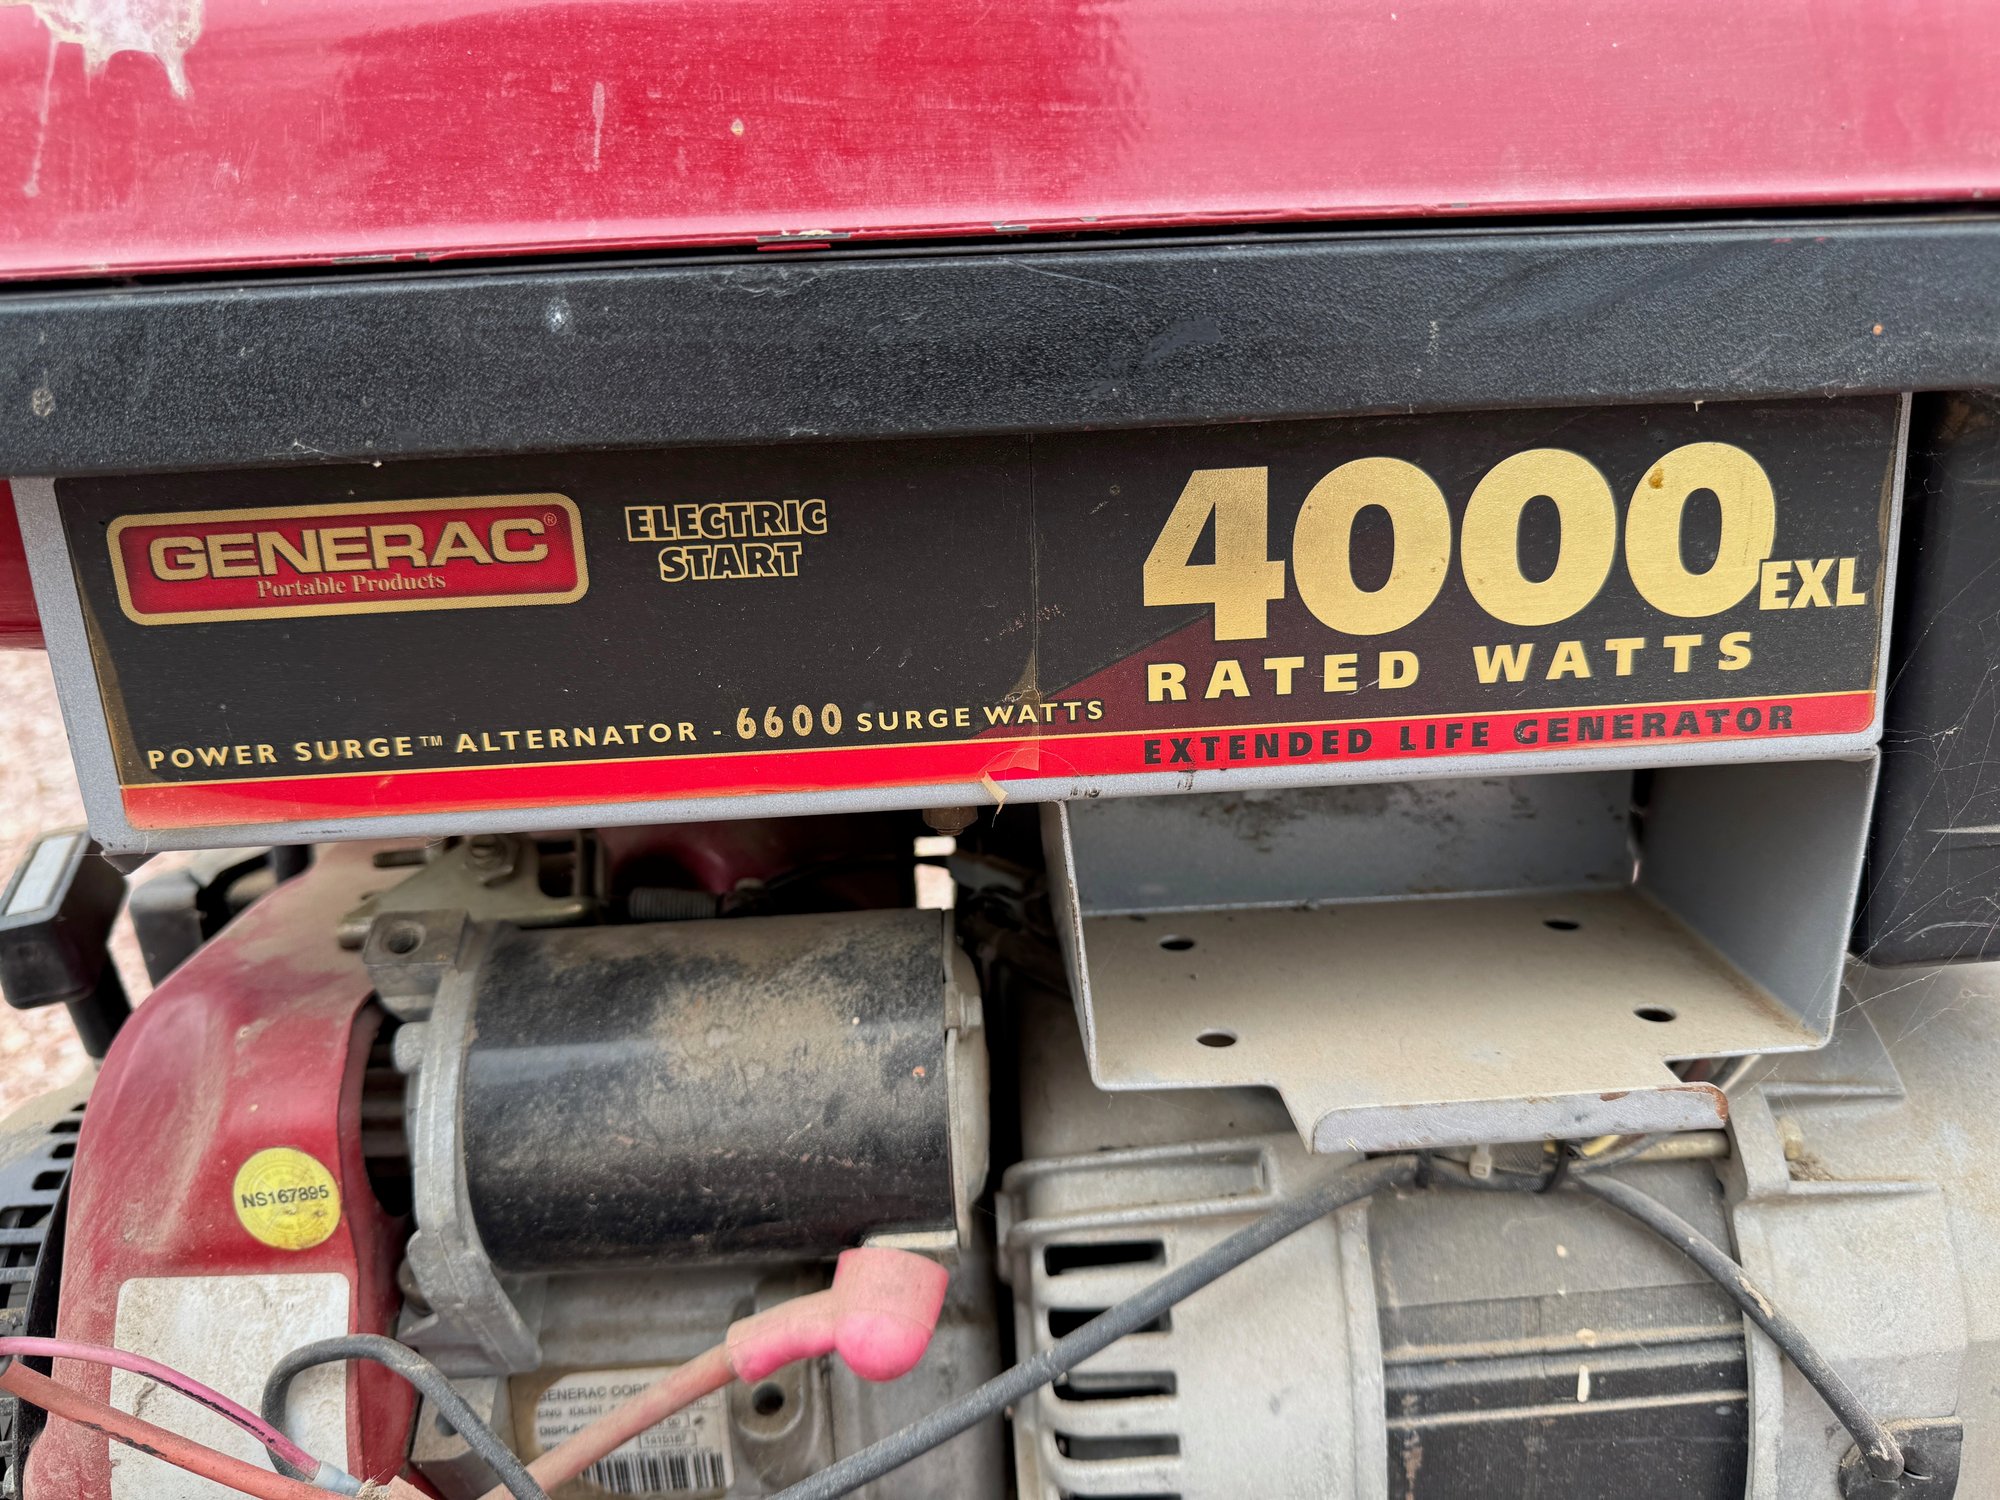 GENERAC®
Portable Products
ELECTRIC
START
4000 EXL
RATED WATTS
POWER SURGE™ ALTERNATOR - 6600 SURGE WATTS
EXTENDED LIFE GENERATOR
NS167895
GENERAC